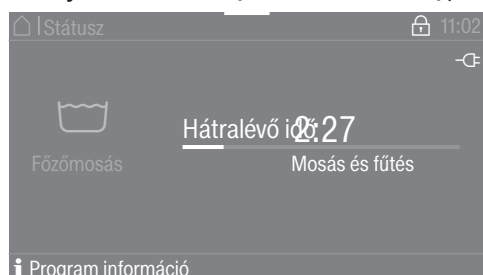 Státusz 11:02
Hátralévő idő: 2:27
Főzőmosás Mosás és fűtés
Program információ